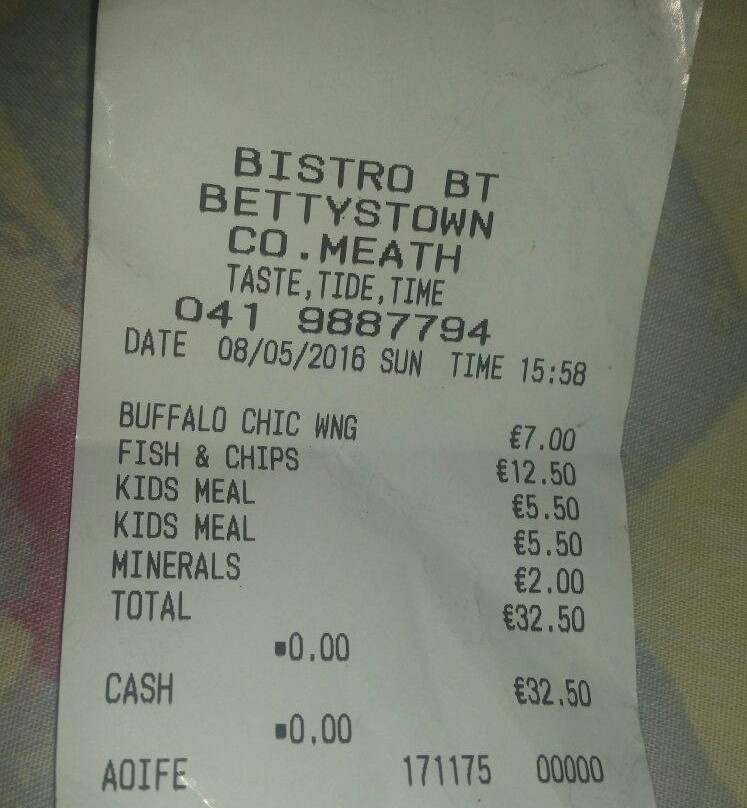 BISTRO BT
BETTYSTOWN
CO.MEATH
TASTE,TIDE,TIME
041 9887794
DATE 08/05/2016 SUN TIME 15:58
BUFFALO CHIC WNG €7.00
FISH & CHIPS €12.50
KIDS MEAL €5.50
KIDS MEAL €5.50
MINERALS €2.00
TOTAL €32.50
▪0.00
CASH €32.50
▪0.00
AOIFE 171175 00000